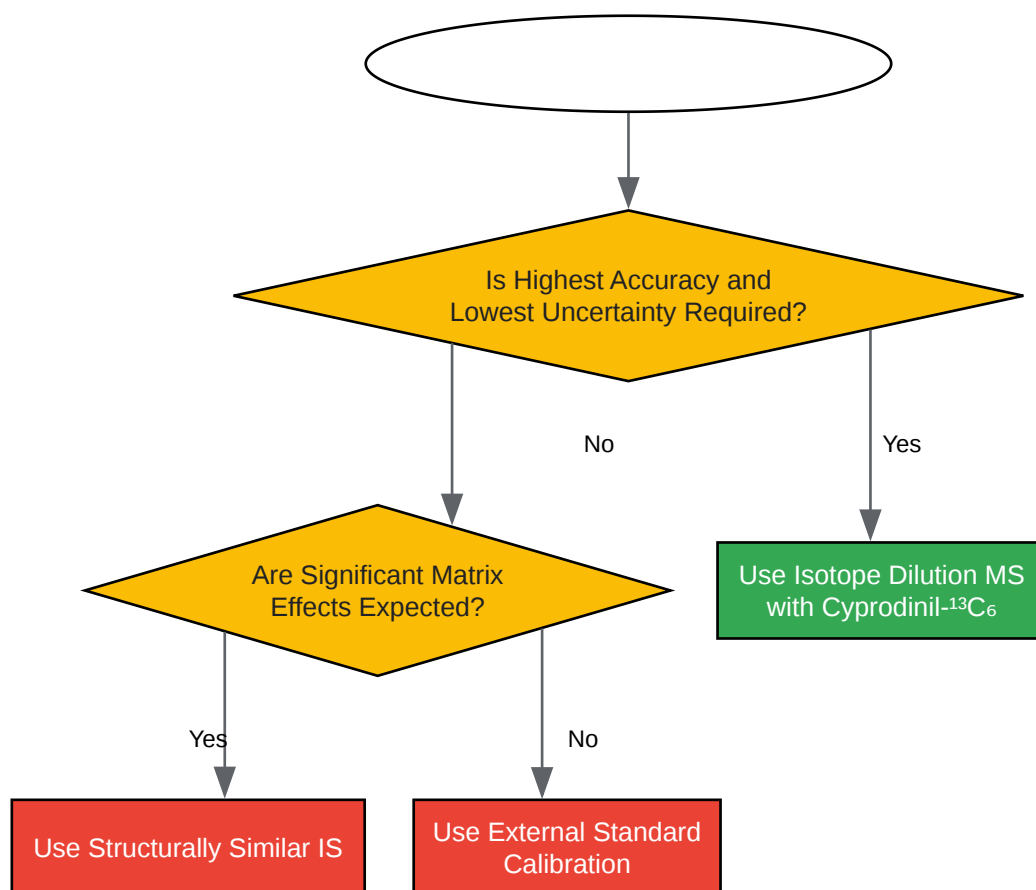 Is Highest Accuracy and
Lowest Uncertainty Required?
No
Yes
Are Significant Matrix
Effects Expected?
Use Isotope Dilution MS
with Cyprodinil-¹³C₆
Yes
No
Use Structurally Similar IS
Use External Standard
Calibration